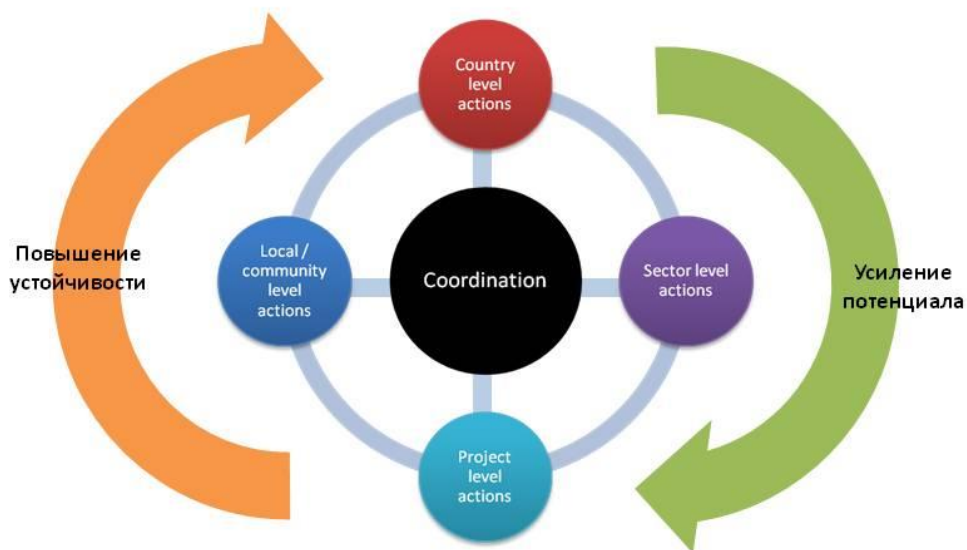 Country
level
actions
Повышение
устойчивости
Local /
community
level
actions
Coordination
Sector level
actions
Усиление
потенциала
Project
level
actions